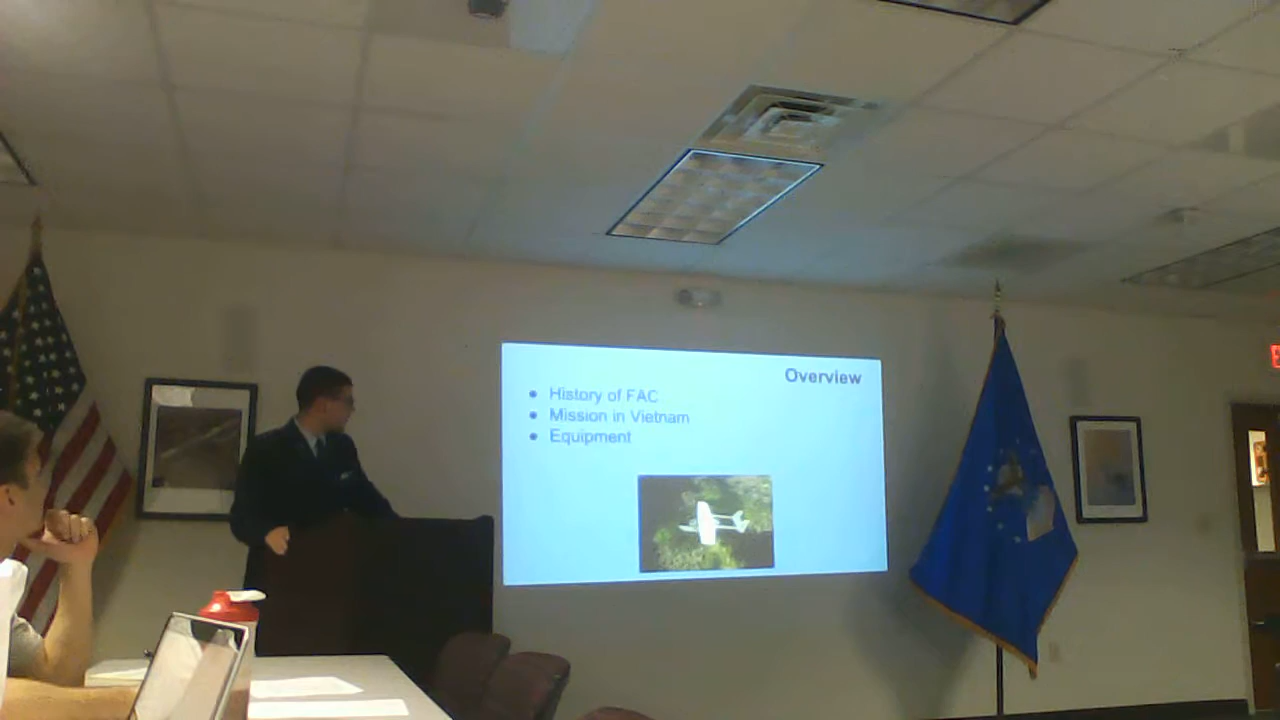 Overview
● History of FAC
● Mission in Vietnam
● Equipment